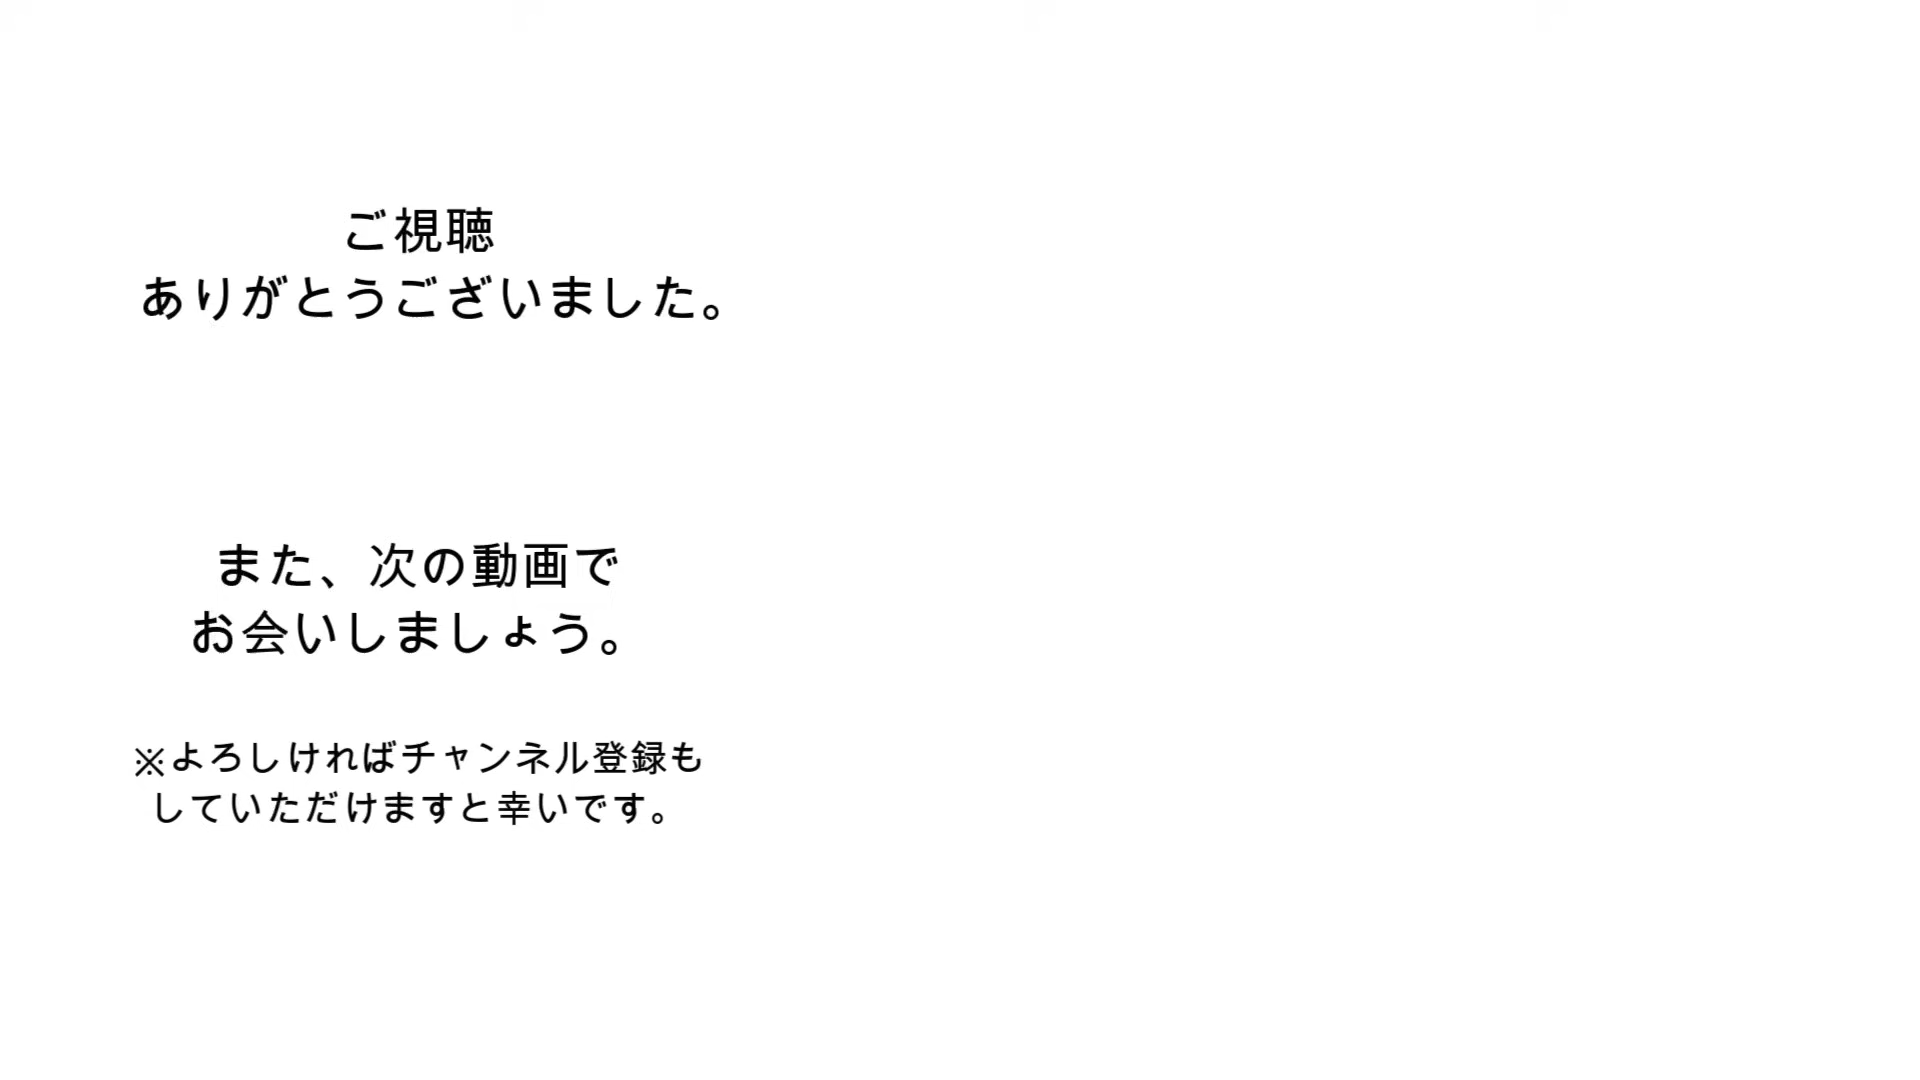 ご視聴
ありがとうございました。
また、次の動画で
お会いしましょう。
※よろしければチャンネル登録も
していただけますと幸いです。